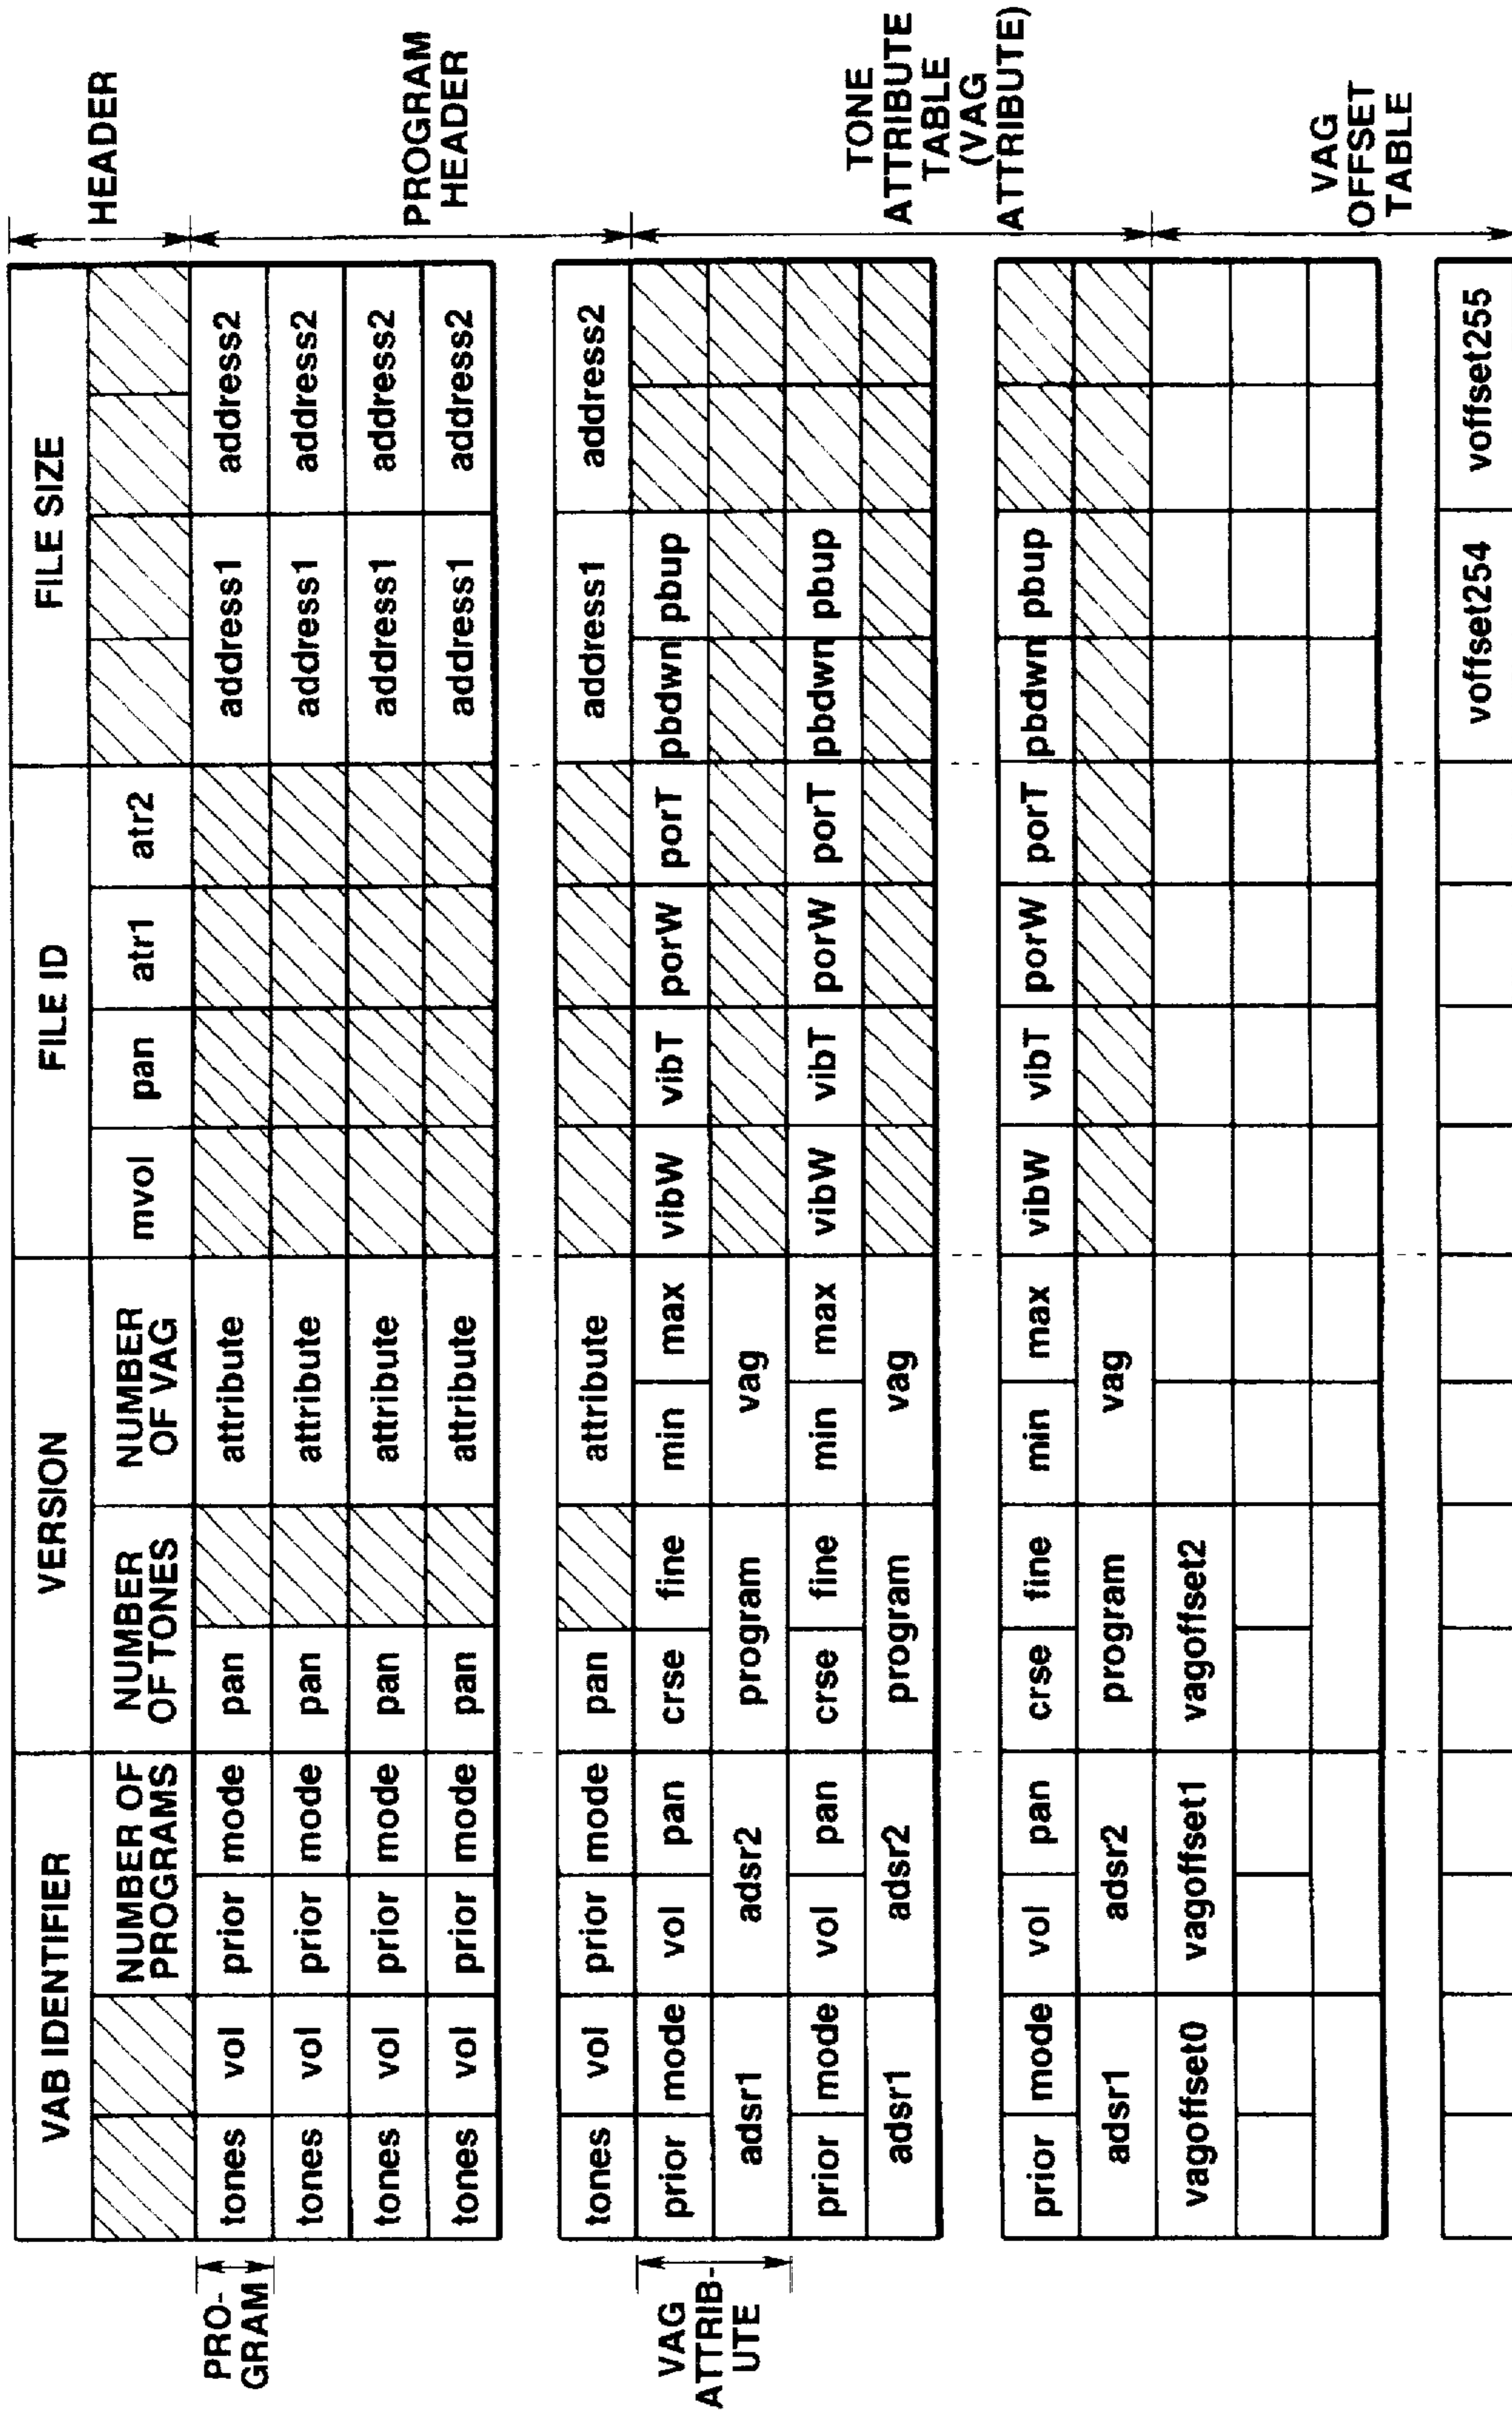 VAB IDENTIFIER VERSION FILE ID FILE SIZE
HEADER
NUMBER OF
PROGRAMS
NUMBER
OF TONES
NUMBER
OF VAG
mvol pan atr1 atr2
PRO-
GRAM
tones vol prior mode pan attribute address1 address2
tones vol prior mode pan attribute address1 address2
tones vol prior mode pan attribute address1 address2
tones vol prior mode pan attribute address1 address2
PROGRAM
HEADER
tones vol prior mode pan attribute address1 address2
VAG
ATTRIB-
UTE
prior mode vol pan crse fine min max vibW vibT porW porT pbdwn pbup
adsr1 adsr2 program vag
prior mode vol pan crse fine min max vibW vibT porW porT pbdwn pbup
adsr1 adsr2 program vag
TONE
ATTRIBUTE
TABLE
(VAG
ATTRIBUTE)
prior mode vol pan crse fine min max vibW vibT porW porT pbdwn pbup
adsr1 adsr2 program vag
vagoffset0 vagoffset1 vagoffset2
VAG
OFFSET
TABLE
voffset254 voffset255